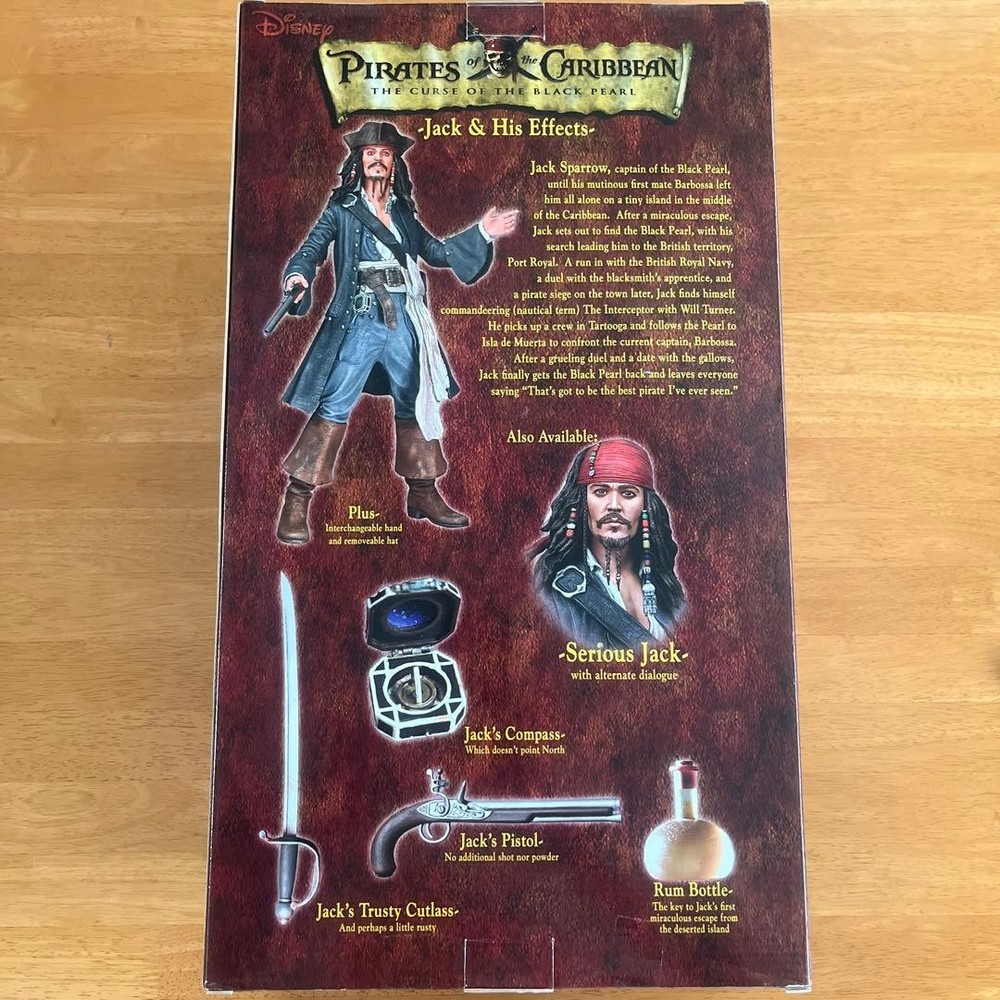 Disney
PIRATES of the CARIBBEAN
THE CURSE OF THE BLACK PEARL
-Jack & His Effects-
Jack Sparrow, captain of the Black Pearl,
until his mutinous first mate Barbossa left
him all alone on a tiny island in the middle
of the Caribbean. After a miraculous escape,
Jack sets out to find the Black Pearl, with his
search leading him to the British territory,
Port Royal. A run in with the British Royal Navy,
a duel with the blacksmith's apprentice, and
a pirate siege on the town later, Jack finds himself
commandeering (nautical term) The Interceptor with Will Turner.
He picks up a crew in Tartooga and follows the Pearl to
Isla de Muerta to confront the current captain, Barbossa.
After a grueling duel and a date with the gallows,
Jack finally gets the Black Pearl back and leaves everyone
saying "That's got to be the best pirate I've ever seen."
Plus-
Interchangeable hand
and removeable hat
Also Available:
-Serious Jack-
with alternate dialogue
Jack's Compass-
Which doesn't point North
Jack's Pistol-
No additional shot nor powder
Jack's Trusty Cutlass-
And perhaps a little rusty
Rum Bottle-
The key to Jack's first
miraculous escape from
the deserted island